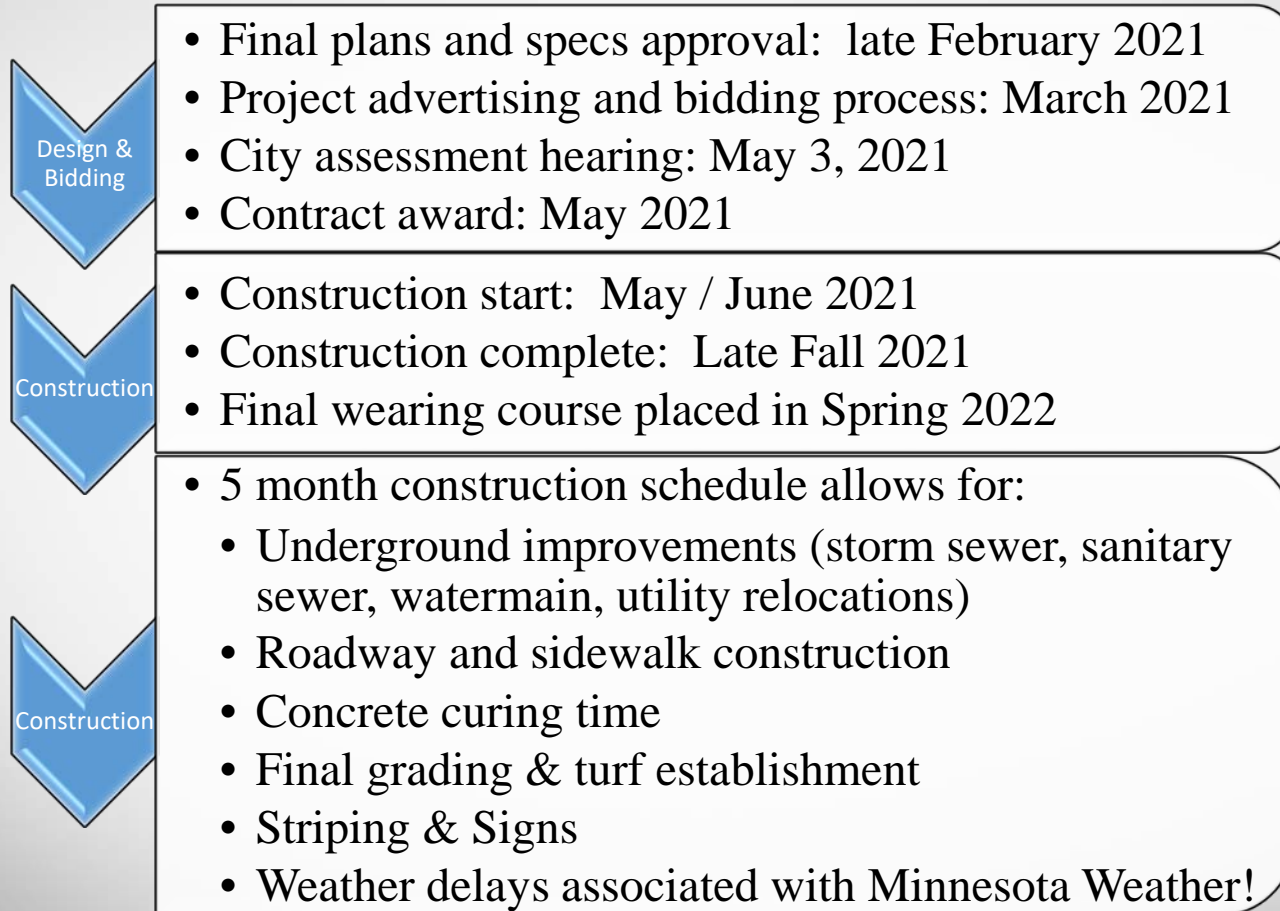 Design &
Bidding
• Final plans and specs approval: late February 2021
• Project advertising and bidding process: March 2021
• City assessment hearing: May 3, 2021
• Contract award: May 2021
Construction
• Construction start: May / June 2021
• Construction complete: Late Fall 2021
• Final wearing course placed in Spring 2022
Construction
• 5 month construction schedule allows for:
• Underground improvements (storm sewer, sanitary
sewer, watermain, utility relocations)
• Roadway and sidewalk construction
• Concrete curing time
• Final grading & turf establishment
• Striping & Signs
• Weather delays associated with Minnesota Weather!